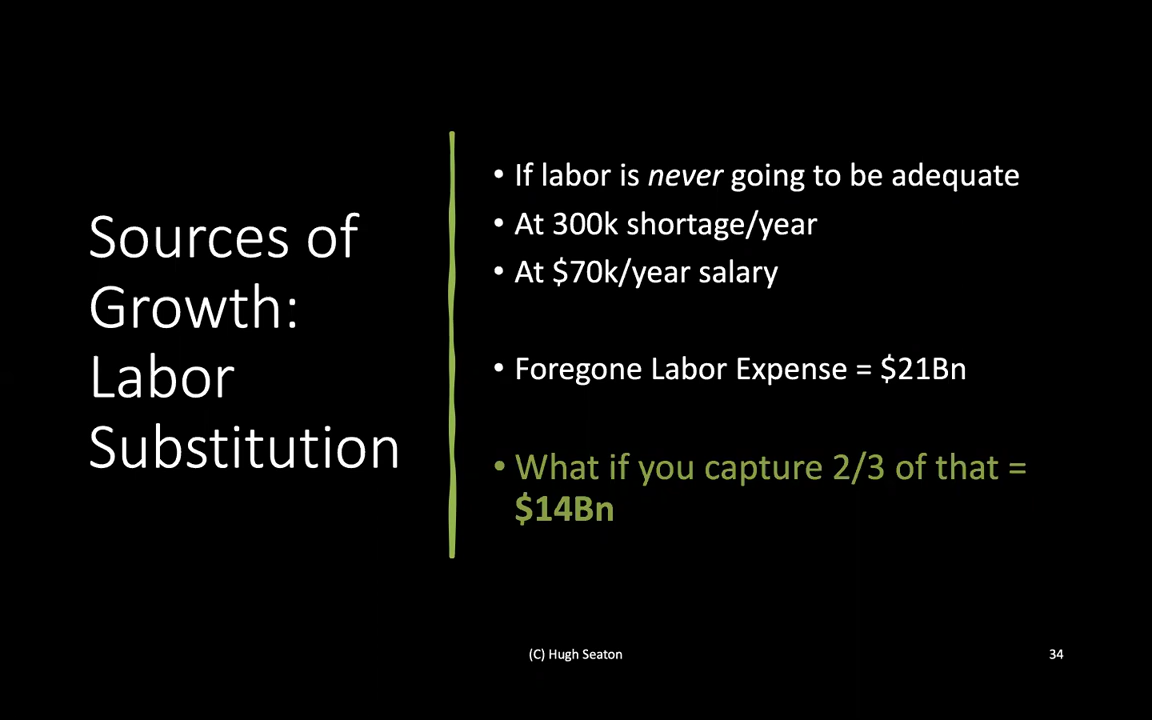 Sources of
Growth:
Labor
Substitution
• If labor is never going to be adequate
• At 300k shortage/year
• At $70k/year salary
• Foregone Labor Expense = $21Bn
• What if you capture 2/3 of that =
$14Bn
(C) Hugh Seaton
34